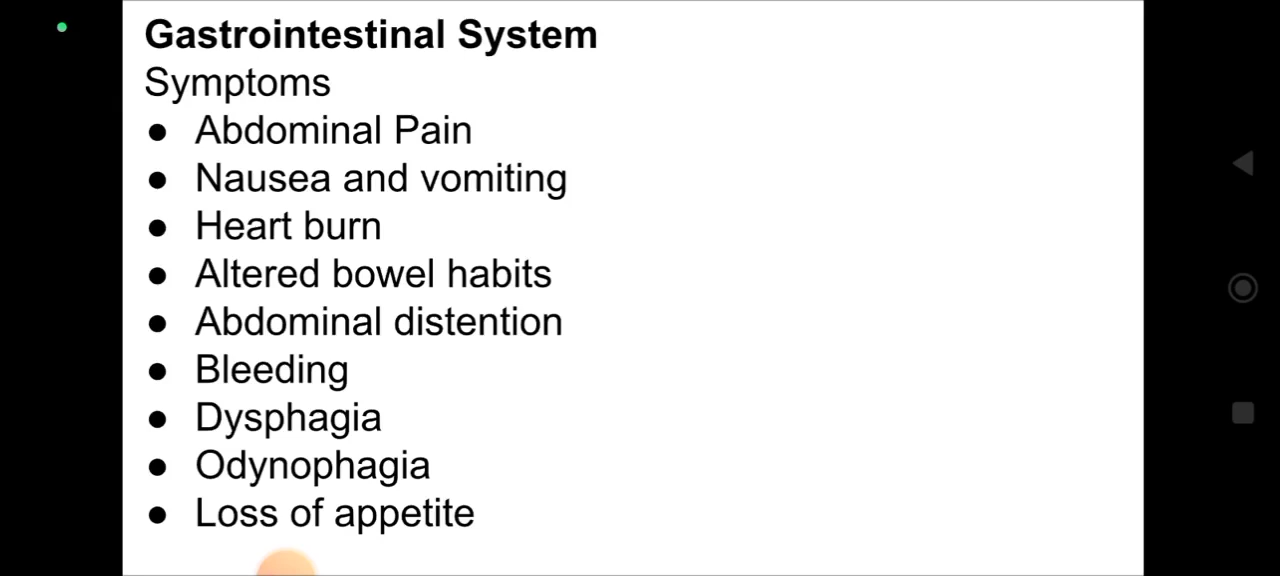 Gastrointestinal System
Symptoms
● Abdominal Pain
● Nausea and vomiting
● Heart burn
● Altered bowel habits
● Abdominal distention
● Bleeding
● Dysphagia
● Odynophagia
● Loss of appetite